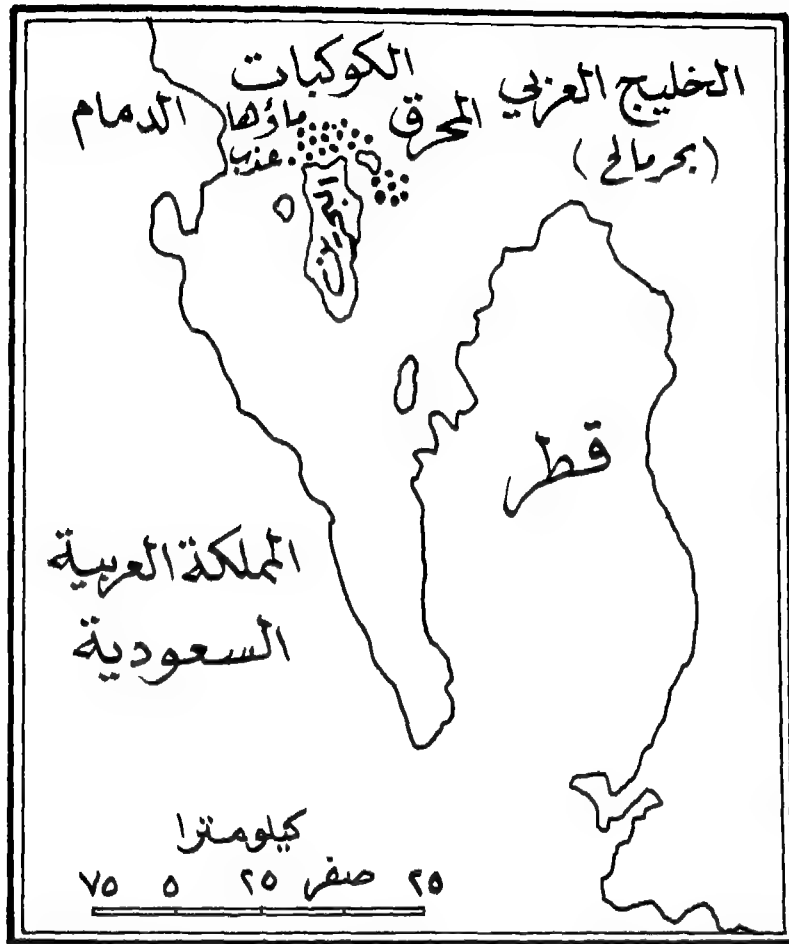 الكوكبات
الخليج العربي
(بحر مالح)
المحرق
ماؤها
عذب
الدمام
البحرين
قطر
المملكة العربية
السعودية
كيلومترا
٧٥ ٥ ٢٥ صفر ٢٥